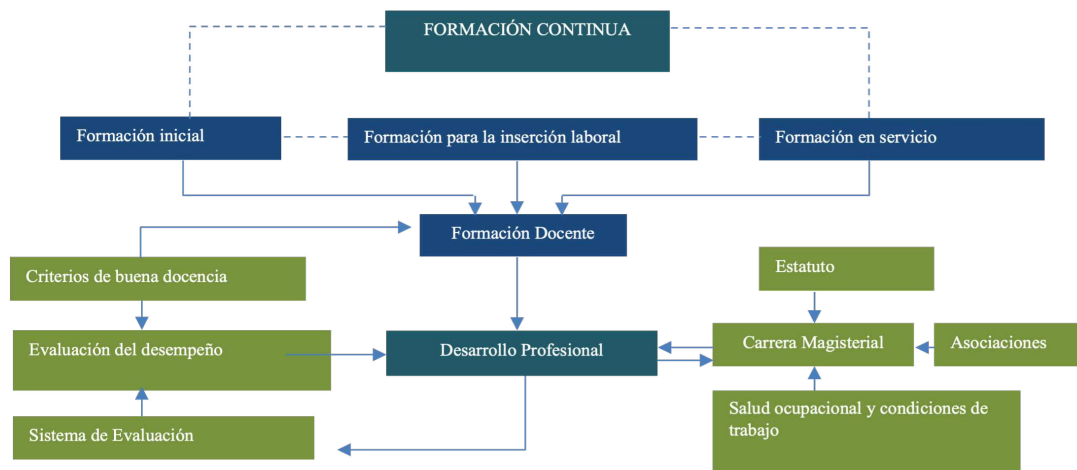 FORMACIÓN CONTINUA
Formación inicial
Formación para la inserción laboral
Formación en servicio
Formación Docente
Criterios de buena docencia
Estatuto
Evaluación del desempeño
Desarrollo Profesional
Carrera Magisterial
Asociaciones
Sistema de Evaluación
Salud ocupacional y condiciones de
trabajo